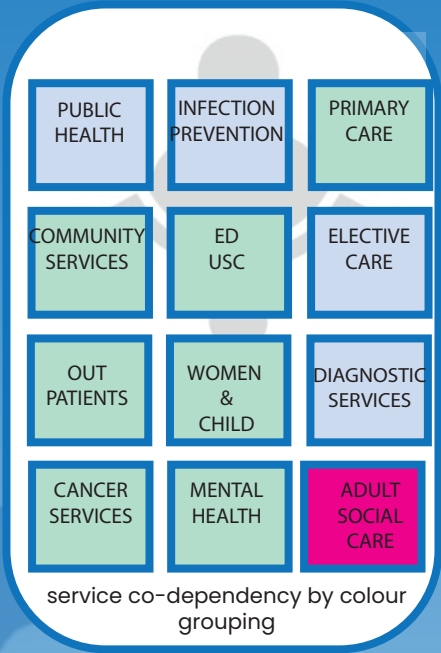 PUBLIC
HEALTH
INFECTION
PREVENTION
PRIMARY
CARE
COMMUNITY
SERVICES
ED
USC
ELECTIVE
CARE
OUT
PATIENTS
WOMEN
&
CHILD
DIAGNOSTIC
SERVICES
CANCER
SERVICES
MENTAL
HEALTH
ADULT
SOCIAL
CARE
service co-dependency by colour
grouping